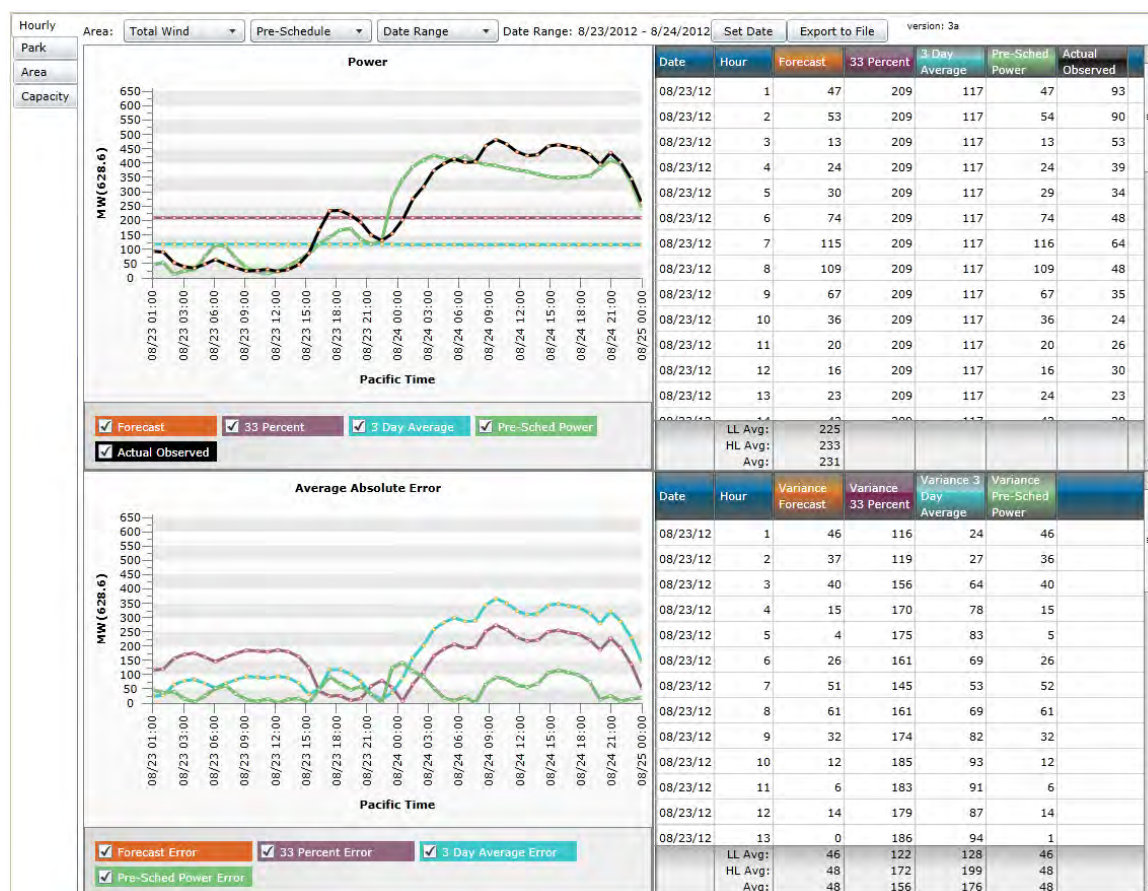 Hourly
Park
Area
Capacity
Area: Total Wind Pre-Schedule Date Range Date Range: 8/23/2012 - 8/24/2012 Set Date Export to File version: 3a
Power
MW(628.6)
650
600
550
500
450
400
350
300
250
200
150
100
50
0
08/23 01:00
08/23 03:00
08/23 06:00
08/23 09:00
08/23 12:00
08/23 15:00
08/23 18:00
08/23 21:00
08/24 00:00
08/24 03:00
08/24 06:00
08/24 09:00
08/24 12:00
08/24 15:00
08/24 18:00
08/24 21:00
08/25 00:00
Pacific Time
Forecast 33 Percent 3 Day Average Pre-Sched Power
Actual Observed
Date Hour Forecast 33 Percent 3 Day Average Pre-Sched Power Actual Observed
08/23/12 1 47 209 117 47 93
08/23/12 2 53 209 117 54 90
08/23/12 3 13 209 117 13 53
08/23/12 4 24 209 117 24 39
08/23/12 5 30 209 117 29 34
08/23/12 6 74 209 117 74 48
08/23/12 7 115 209 117 116 64
08/23/12 8 109 209 117 109 48
08/23/12 9 67 209 117 67 35
08/23/12 10 36 209 117 36 24
08/23/12 11 20 209 117 20 26
08/23/12 12 16 209 117 16 30
08/23/12 13 23 209 117 24 23
LL Avg: 225
HL Avg: 233
Avg: 231
Average Absolute Error
MW(628.6)
650
600
550
500
450
400
350
300
250
200
150
100
50
0
08/23 01:00
08/23 03:00
08/23 06:00
08/23 09:00
08/23 12:00
08/23 15:00
08/23 18:00
08/23 21:00
08/24 00:00
08/24 03:00
08/24 06:00
08/24 09:00
08/24 12:00
08/24 15:00
08/24 18:00
08/24 21:00
08/25 00:00
Pacific Time
Forecast Error 33 Percent Error 3 Day Average Error
Pre-Sched Power Error
Date Hour Variance Forecast Variance 33 Percent Variance 3 Day Average Variance Pre-Sched Power
08/23/12 1 46 116 24 46
08/23/12 2 37 119 27 36
08/23/12 3 40 156 64 40
08/23/12 4 15 170 78 15
08/23/12 5 4 175 83 5
08/23/12 6 26 161 69 26
08/23/12 7 51 145 53 52
08/23/12 8 61 161 69 61
08/23/12 9 32 174 82 32
08/23/12 10 12 185 93 12
08/23/12 11 6 183 91 6
08/23/12 12 14 179 87 14
08/23/12 13 0 186 94 1
LL Avg: 46 122 128 46
HL Avg: 48 172 199 48
Avg: 48 156 176 48